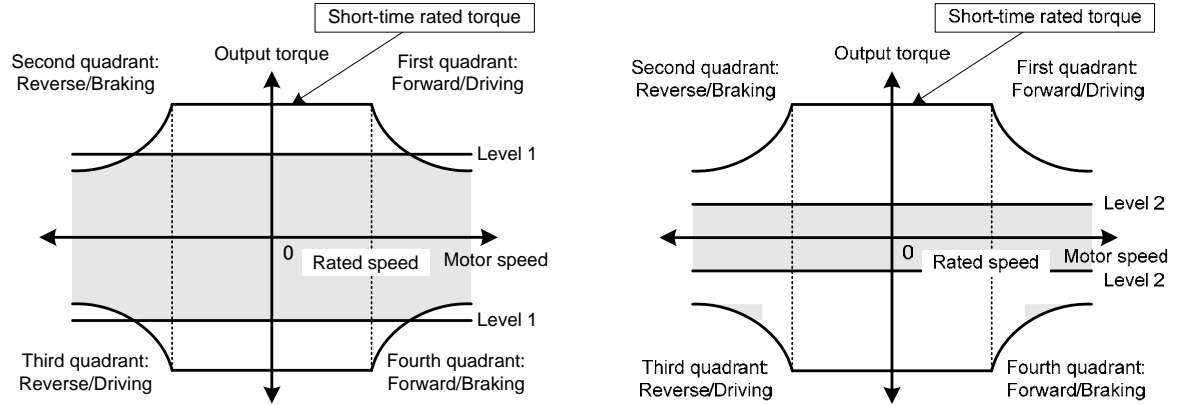 Short-time rated torque
Output torque
Second quadrant:
Reverse/Braking
First quadrant:
Forward/Driving
Level 1
0
Rated speed
Motor speed
Level 1
Third quadrant:
Reverse/Driving
Fourth quadrant:
Forward/Braking
Short-time rated torque
Output torque
Second quadrant:
Reverse/Braking
First quadrant:
Forward/Driving
Level 2
0
Rated speed
Motor speed
Level 2
Third quadrant:
Reverse/Driving
Fourth quadrant:
Forward/Braking